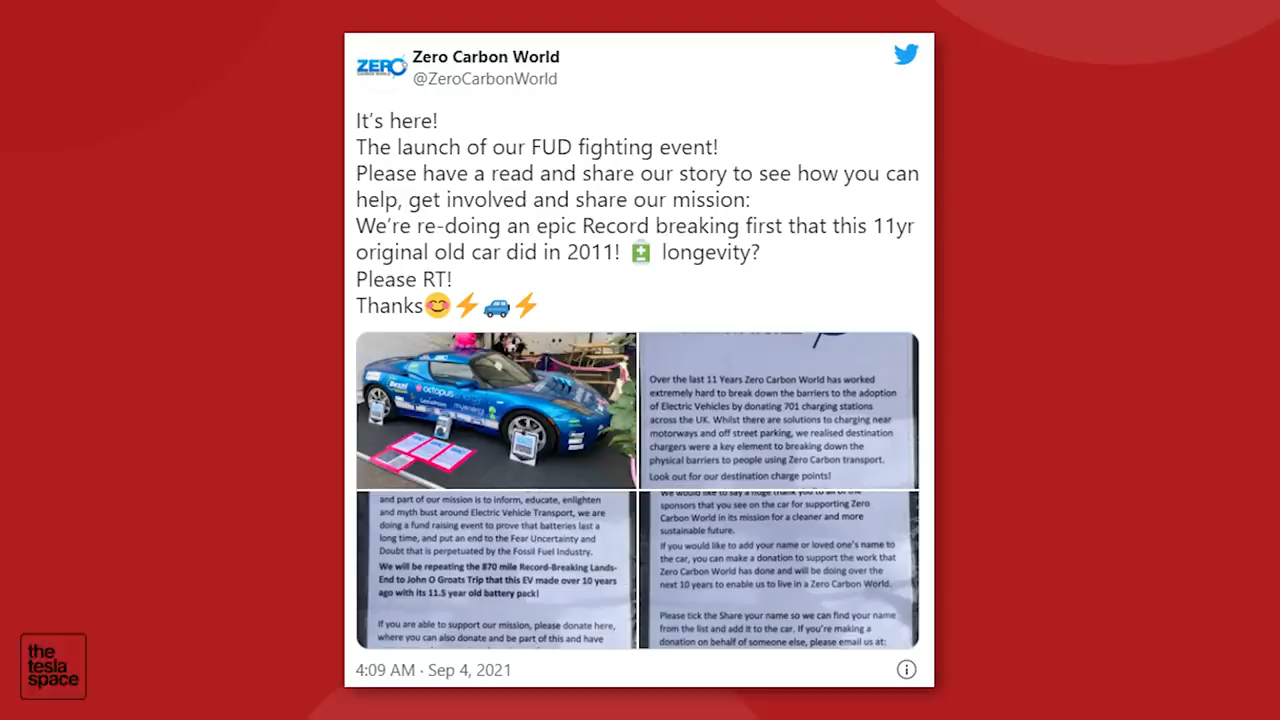 ZERO
CARBON WORLD
Zero Carbon World
@ZeroCarbonWorld
It's here!
The launch of our FUD fighting event!
Please have a read and share our story to see how you can
help, get involved and share our mission:
We're re-doing an epic Record breaking first that this 11yr
original old car did in 2011! longevity?
Please RT!
Thanks
octopus
Over the last 11 Years Zero Carbon World has worked
extremely hard to break down the barriers to the adoption
of Electric Vehicles by donating 701 charging stations
across the UK. Whilst there are solutions to charging near
motorways and off street parking, we realised destination
chargers were a key element to breaking down the
physical barriers to people using Zero Carbon transport.
Look out for our destination charge points!
and part of our mission is to inform, educate, enlighten
and myth bust around Electric Vehicle Transport, we are
doing a fund raising event to prove that batteries last a
long time, and put an end to the Fear Uncertainty and
Doubt that is perpetuated by the Fossil Fuel Industry.
We will be repeating the 870 mile Record-Breaking Lands-
End to John O Groats Trip that this EV made over 10 years
ago with its 11.5 year old battery pack!
If you are able to support our mission, please donate here,
where you can also donate and be part of this and have
We would like to say a huge thank you to all of the
sponsors that you see on the car for supporting Zero
Carbon World in its mission for a cleaner and more
sustainable future.
If you would like to add your name or loved one's name to
the car, you can make a donation to support the work that
Zero Carbon World has done and will be doing over the
next 10 years to enable us to live in a Zero Carbon World.
Please tick the Share your name so we can find your name
from the list and add it to the car. If you're making a
donation on behalf of someone else, please email us at:
4:09 AM · Sep 4, 2021
the
tesla
space